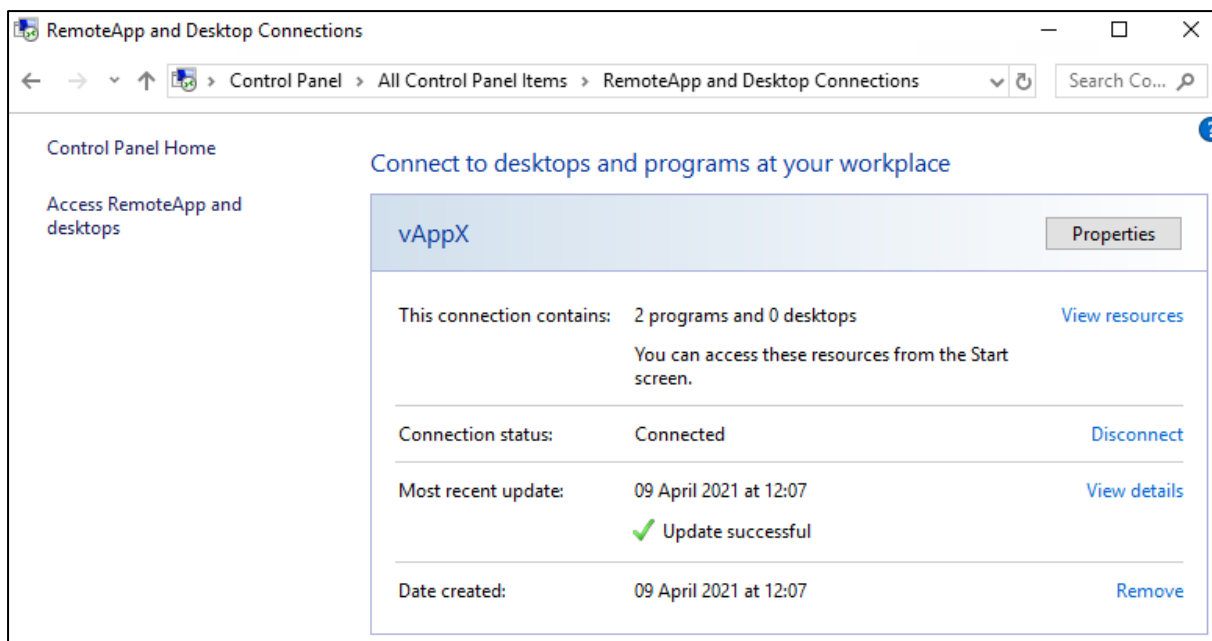 RemoteApp and Desktop Connections
Control Panel > All Control Panel Items > RemoteApp and Desktop Connections
Search Co...
Control Panel Home
Access RemoteApp and
desktops
Connect to desktops and programs at your workplace
vAppX
Properties
This connection contains: 2 programs and 0 desktops View resources
You can access these resources from the Start
screen.
Connection status: Connected Disconnect
Most recent update: 09 April 2021 at 12:07 View details
Update successful
Date created: 09 April 2021 at 12:07 Remove